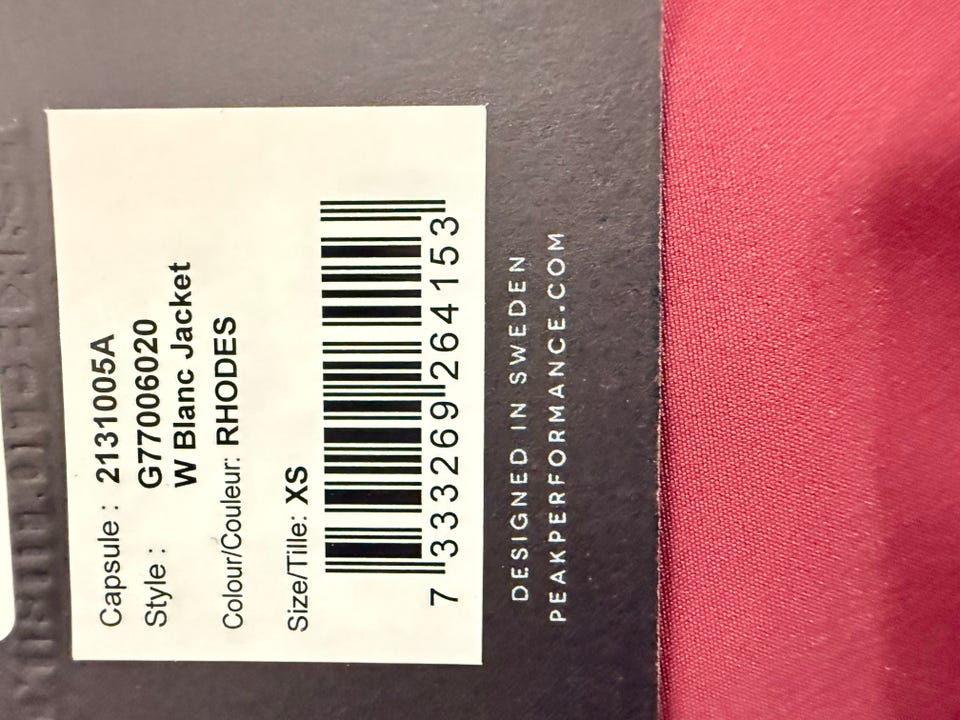 Capsule : 2131005A
Style : G77006020
W Blanc Jacket
Colour/Couleur: RHODES
Size/Tille: XS
7 333269 264153
DESIGNED IN SWEDEN
PEAKPERFORMANCE.COM